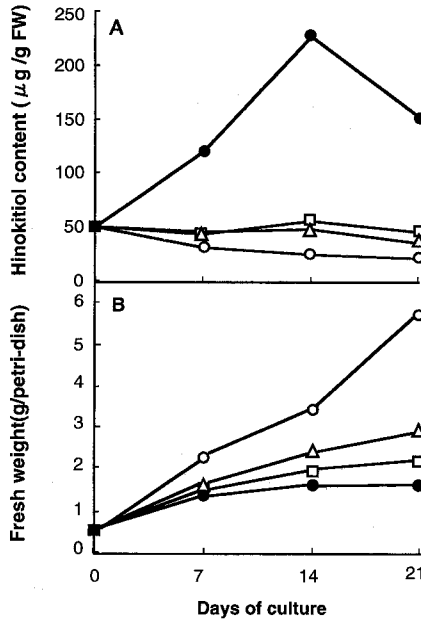 A
Hinokitiol content ( μg /g FW)
250
200
150
100
50
0
B
Fresh weight(g/petri-dish)
6
5
4
3
2
1
0
0 7 14 21
Days of culture